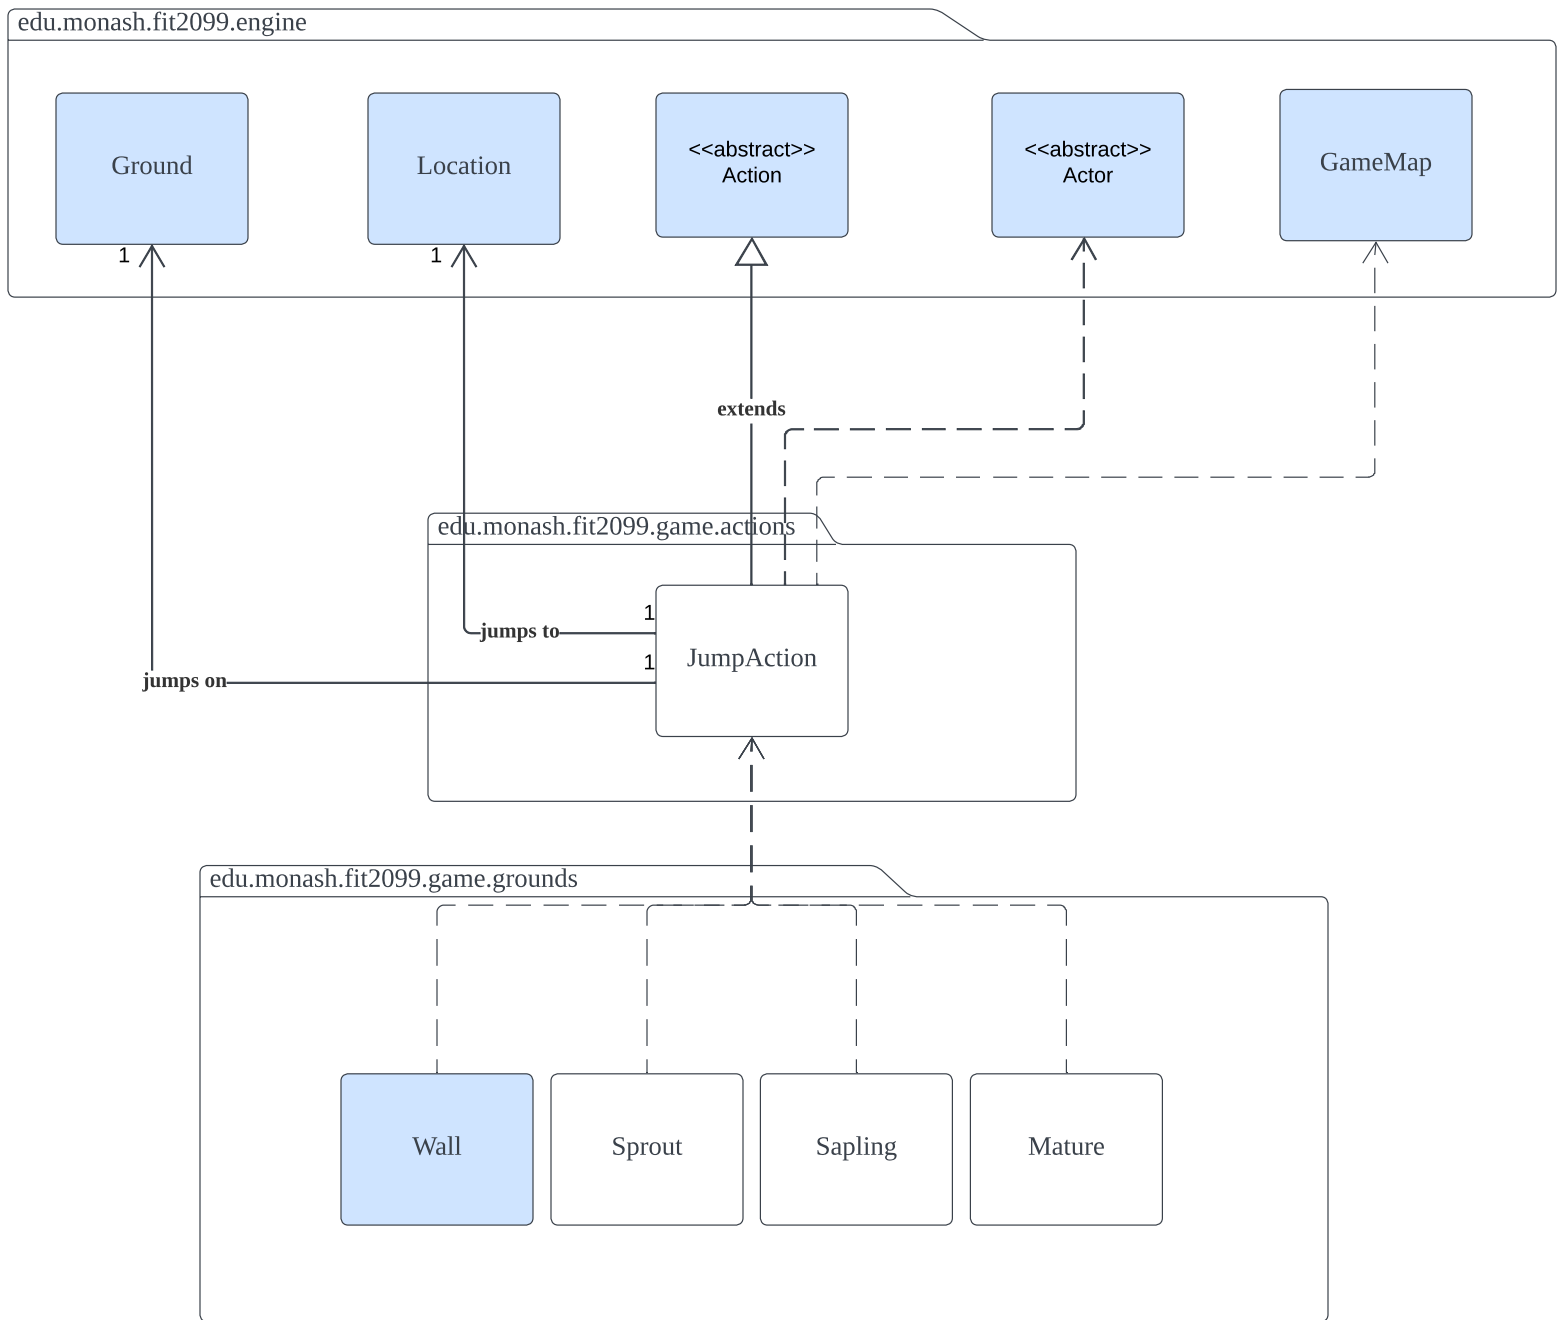 edu.monash.fit2099.engine
Ground
Location
<<abstract>>
Action
<<abstract>>
Actor
GameMap
1
1
extends
edu.monash.fit2099.game.actions
1
jumps to
1
JumpAction
jumps on
edu.monash.fit2099.game.grounds
Wall
Sprout
Sapling
Mature